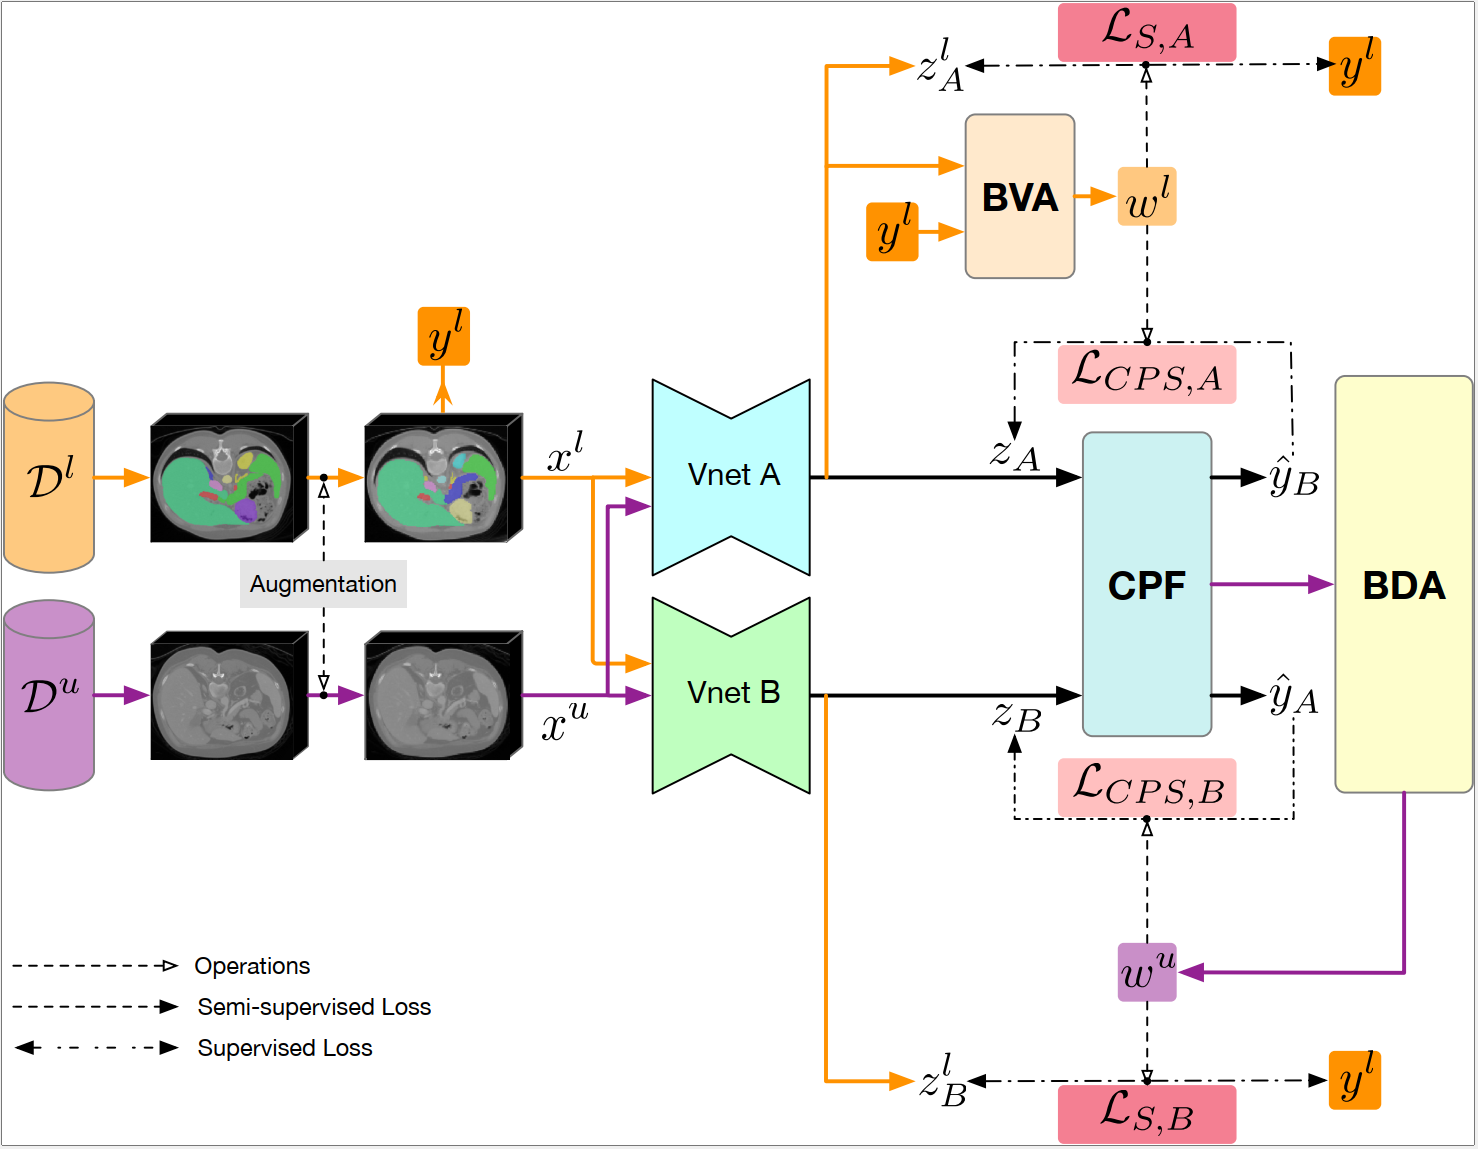 $\mathcal{L}_{S,A}$
$z_A^l$
$y^l$
BVA
$w^l$
$y^l$
$y^l$
$\mathcal{L}_{CPS,A}$
$\mathcal{D}^l$
$x^l$
Vnet A
$z_A$
$\hat{y}_B$
Augmentation
CPF
BDA
$\mathcal{D}^u$
$x^u$
Vnet B
$z_B$
$\hat{y}_A$
$\mathcal{L}_{CPS,B}$
$w^u$
Operations
Semi-supervised Loss
Supervised Loss
$z_B^l$
$y^l$
$\mathcal{L}_{S,B}$